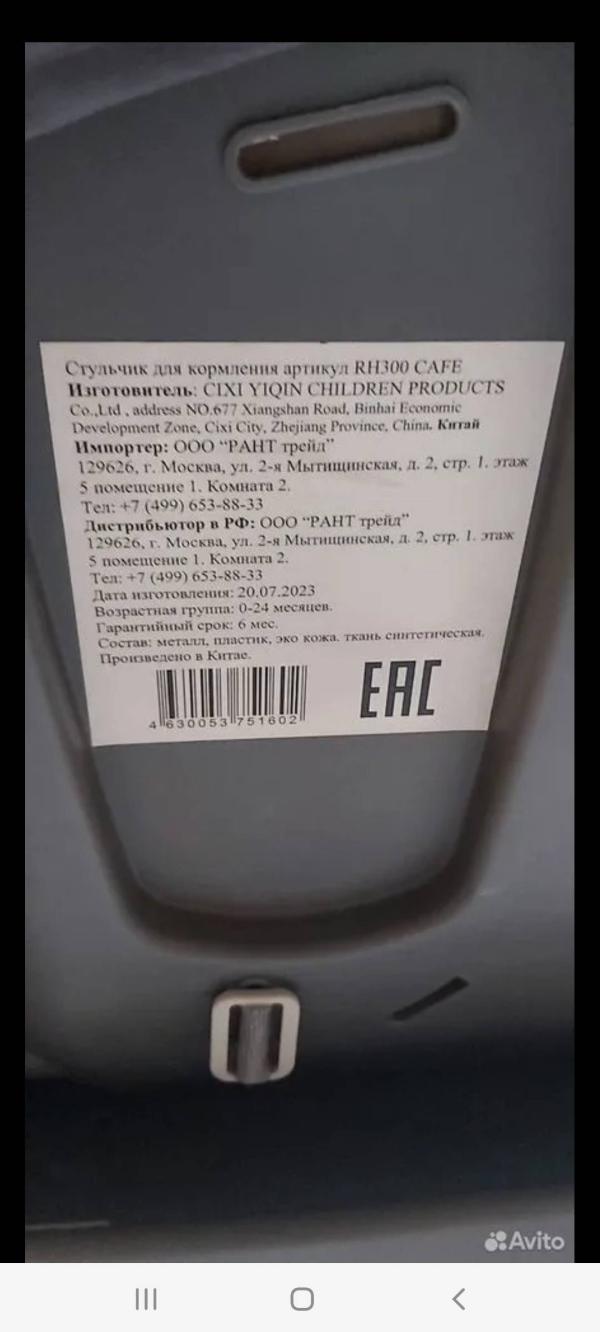 Стульчик для кормления артикул RH300 CAFE
Изготовитель: CIXI YIQIN CHILDREN PRODUCTS
Co.,Ltd , address NO.677 Xiangshan Road, Binhai Economic
Development Zone, Cixi City, Zhejiang Province, China. Китай
Импортер: ООО “РАНТ трейд”
129626, г. Москва, ул. 2-я Мытищинская, д. 2, стр. 1. этаж
5 помещение 1. Комната 2.
Тел: +7 (499) 653-88-33
Дистрибьютор в РФ: ООО “РАНТ трейд”
129626, г. Москва, ул. 2-я Мытищинская, д. 2, стр. 1. этаж
5 помещение 1. Комната 2.
Тел: +7 (499) 653-88-33
Дата изготовления: 20.07.2023
Возрастная группа: 0-24 месяцев.
Гарантийный срок: 6 мес.
Состав: металл, пластик, эко кожа. ткань синтетическая.
Произведено в Китае.
4 630053 751602
EAC
Avito